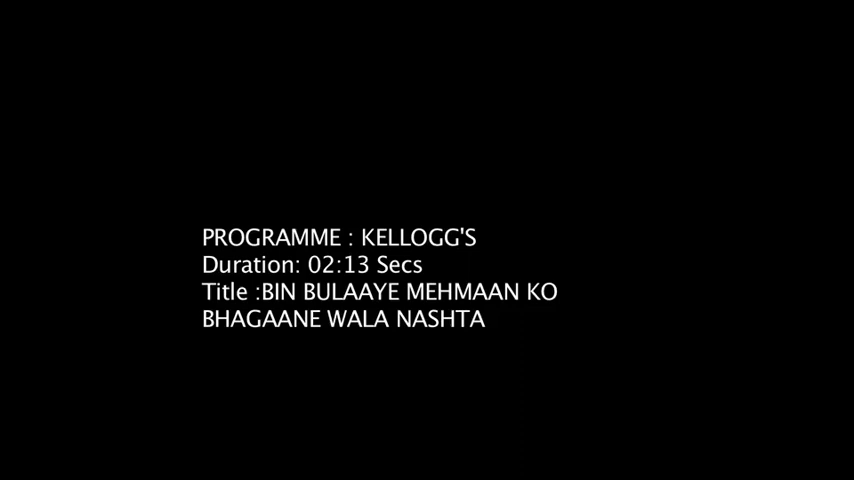 PROGRAMME : KELLOGG'S
Duration: 02:13 Secs
Title :BIN BULAAYE MEHMAAN KO
BHAGAANE WALA NASHTA